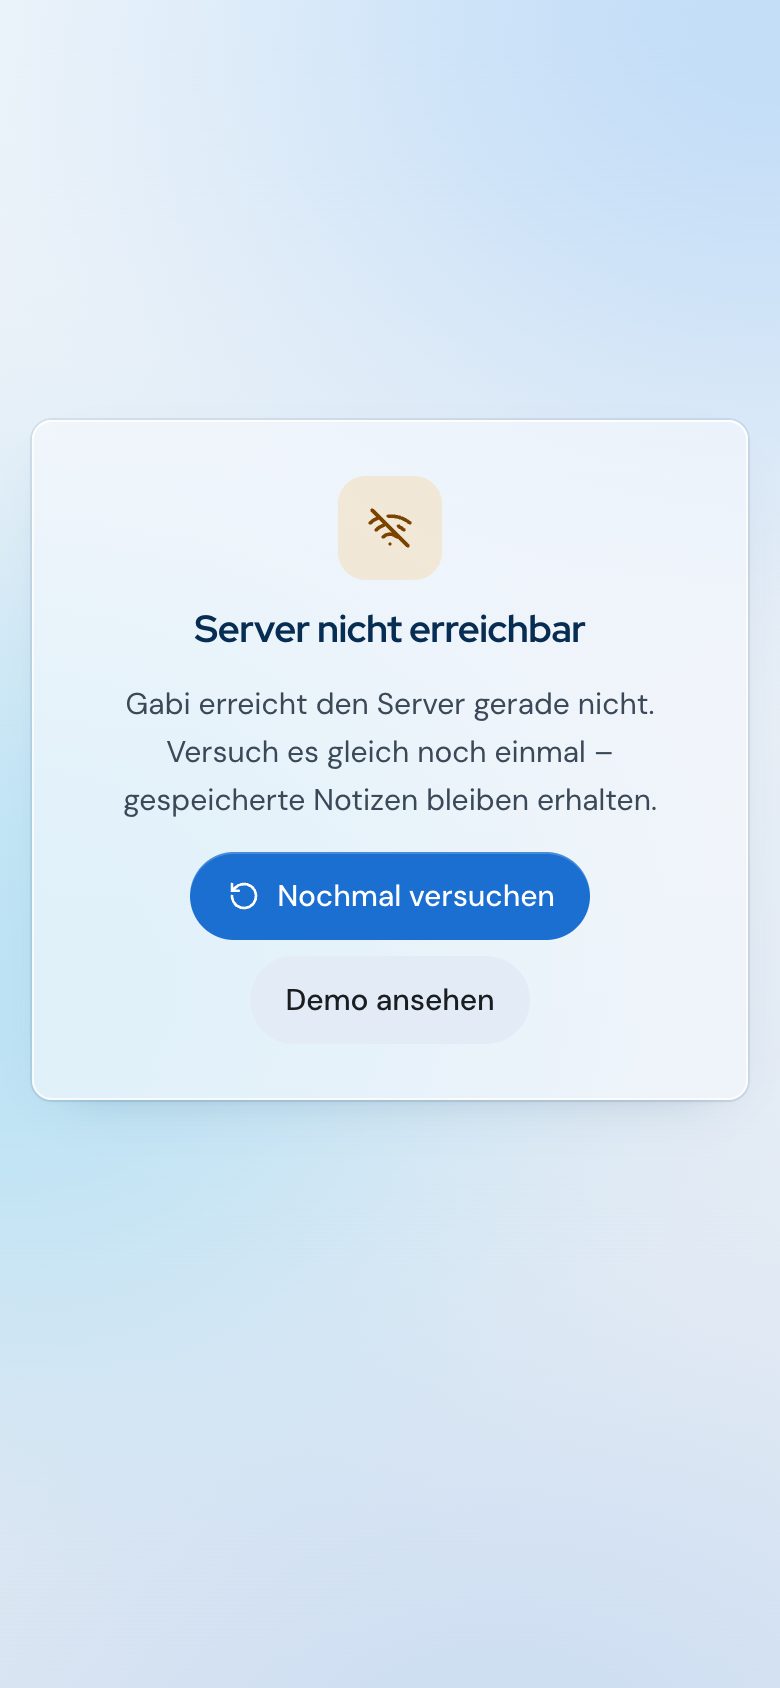 Server nicht erreichbar
Gabi erreicht den Server gerade nicht.
Versuch es gleich noch einmal –
gespeicherte Notizen bleiben erhalten.
Nochmal versuchen
Demo ansehen